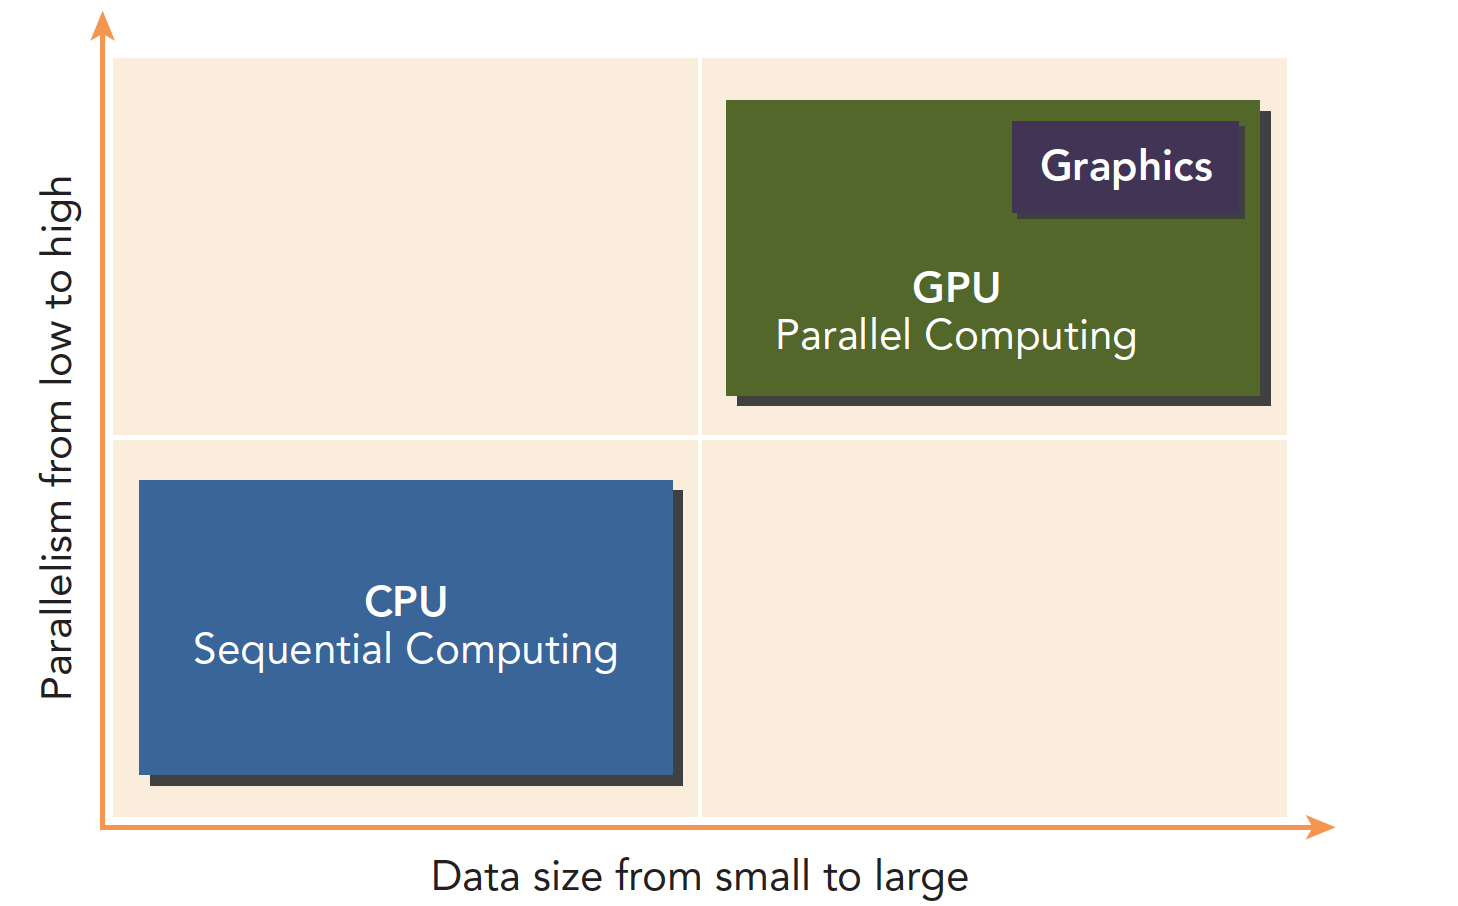 Parallelism from low to high
Graphics
GPU
Parallel Computing
CPU
Sequential Computing
Data size from small to large